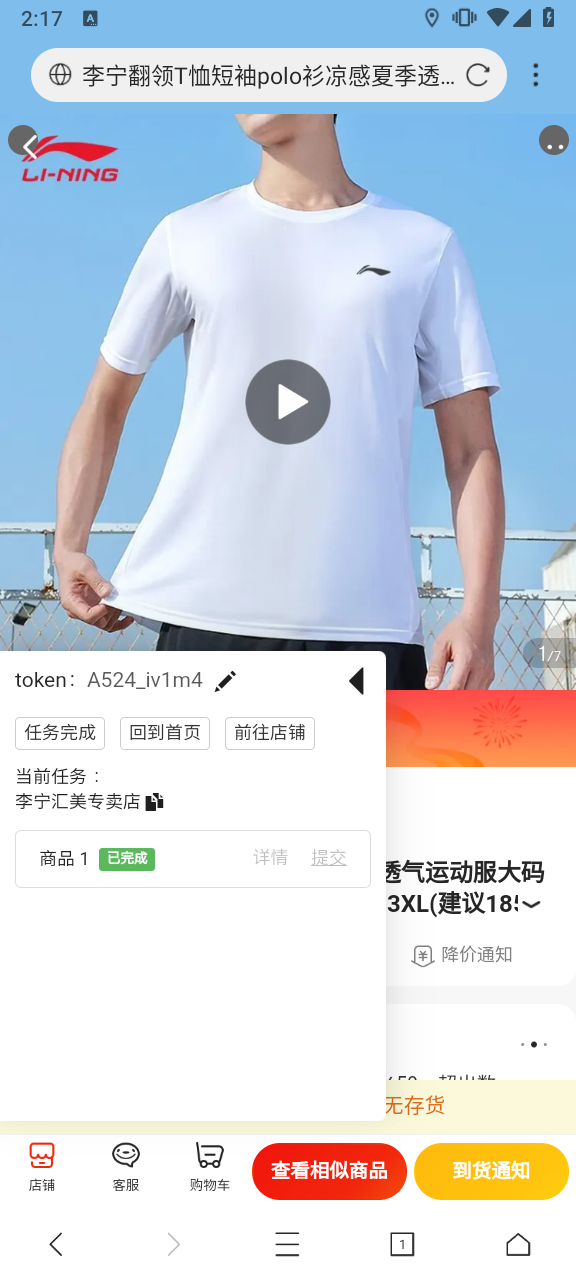 2:17
李宁翻领T恤短袖polo衫凉感夏季透...
LI-NING
1/7
token： A524_iv1m4
任务完成 回到首页 前往店铺
当前任务：
李宁汇美专卖店
商品 1 已完成 详情 提交
透气运动服大码
3XL(建议185
降价通知
无存货
店铺 客服 购物车 查看相似商品 到货通知
1